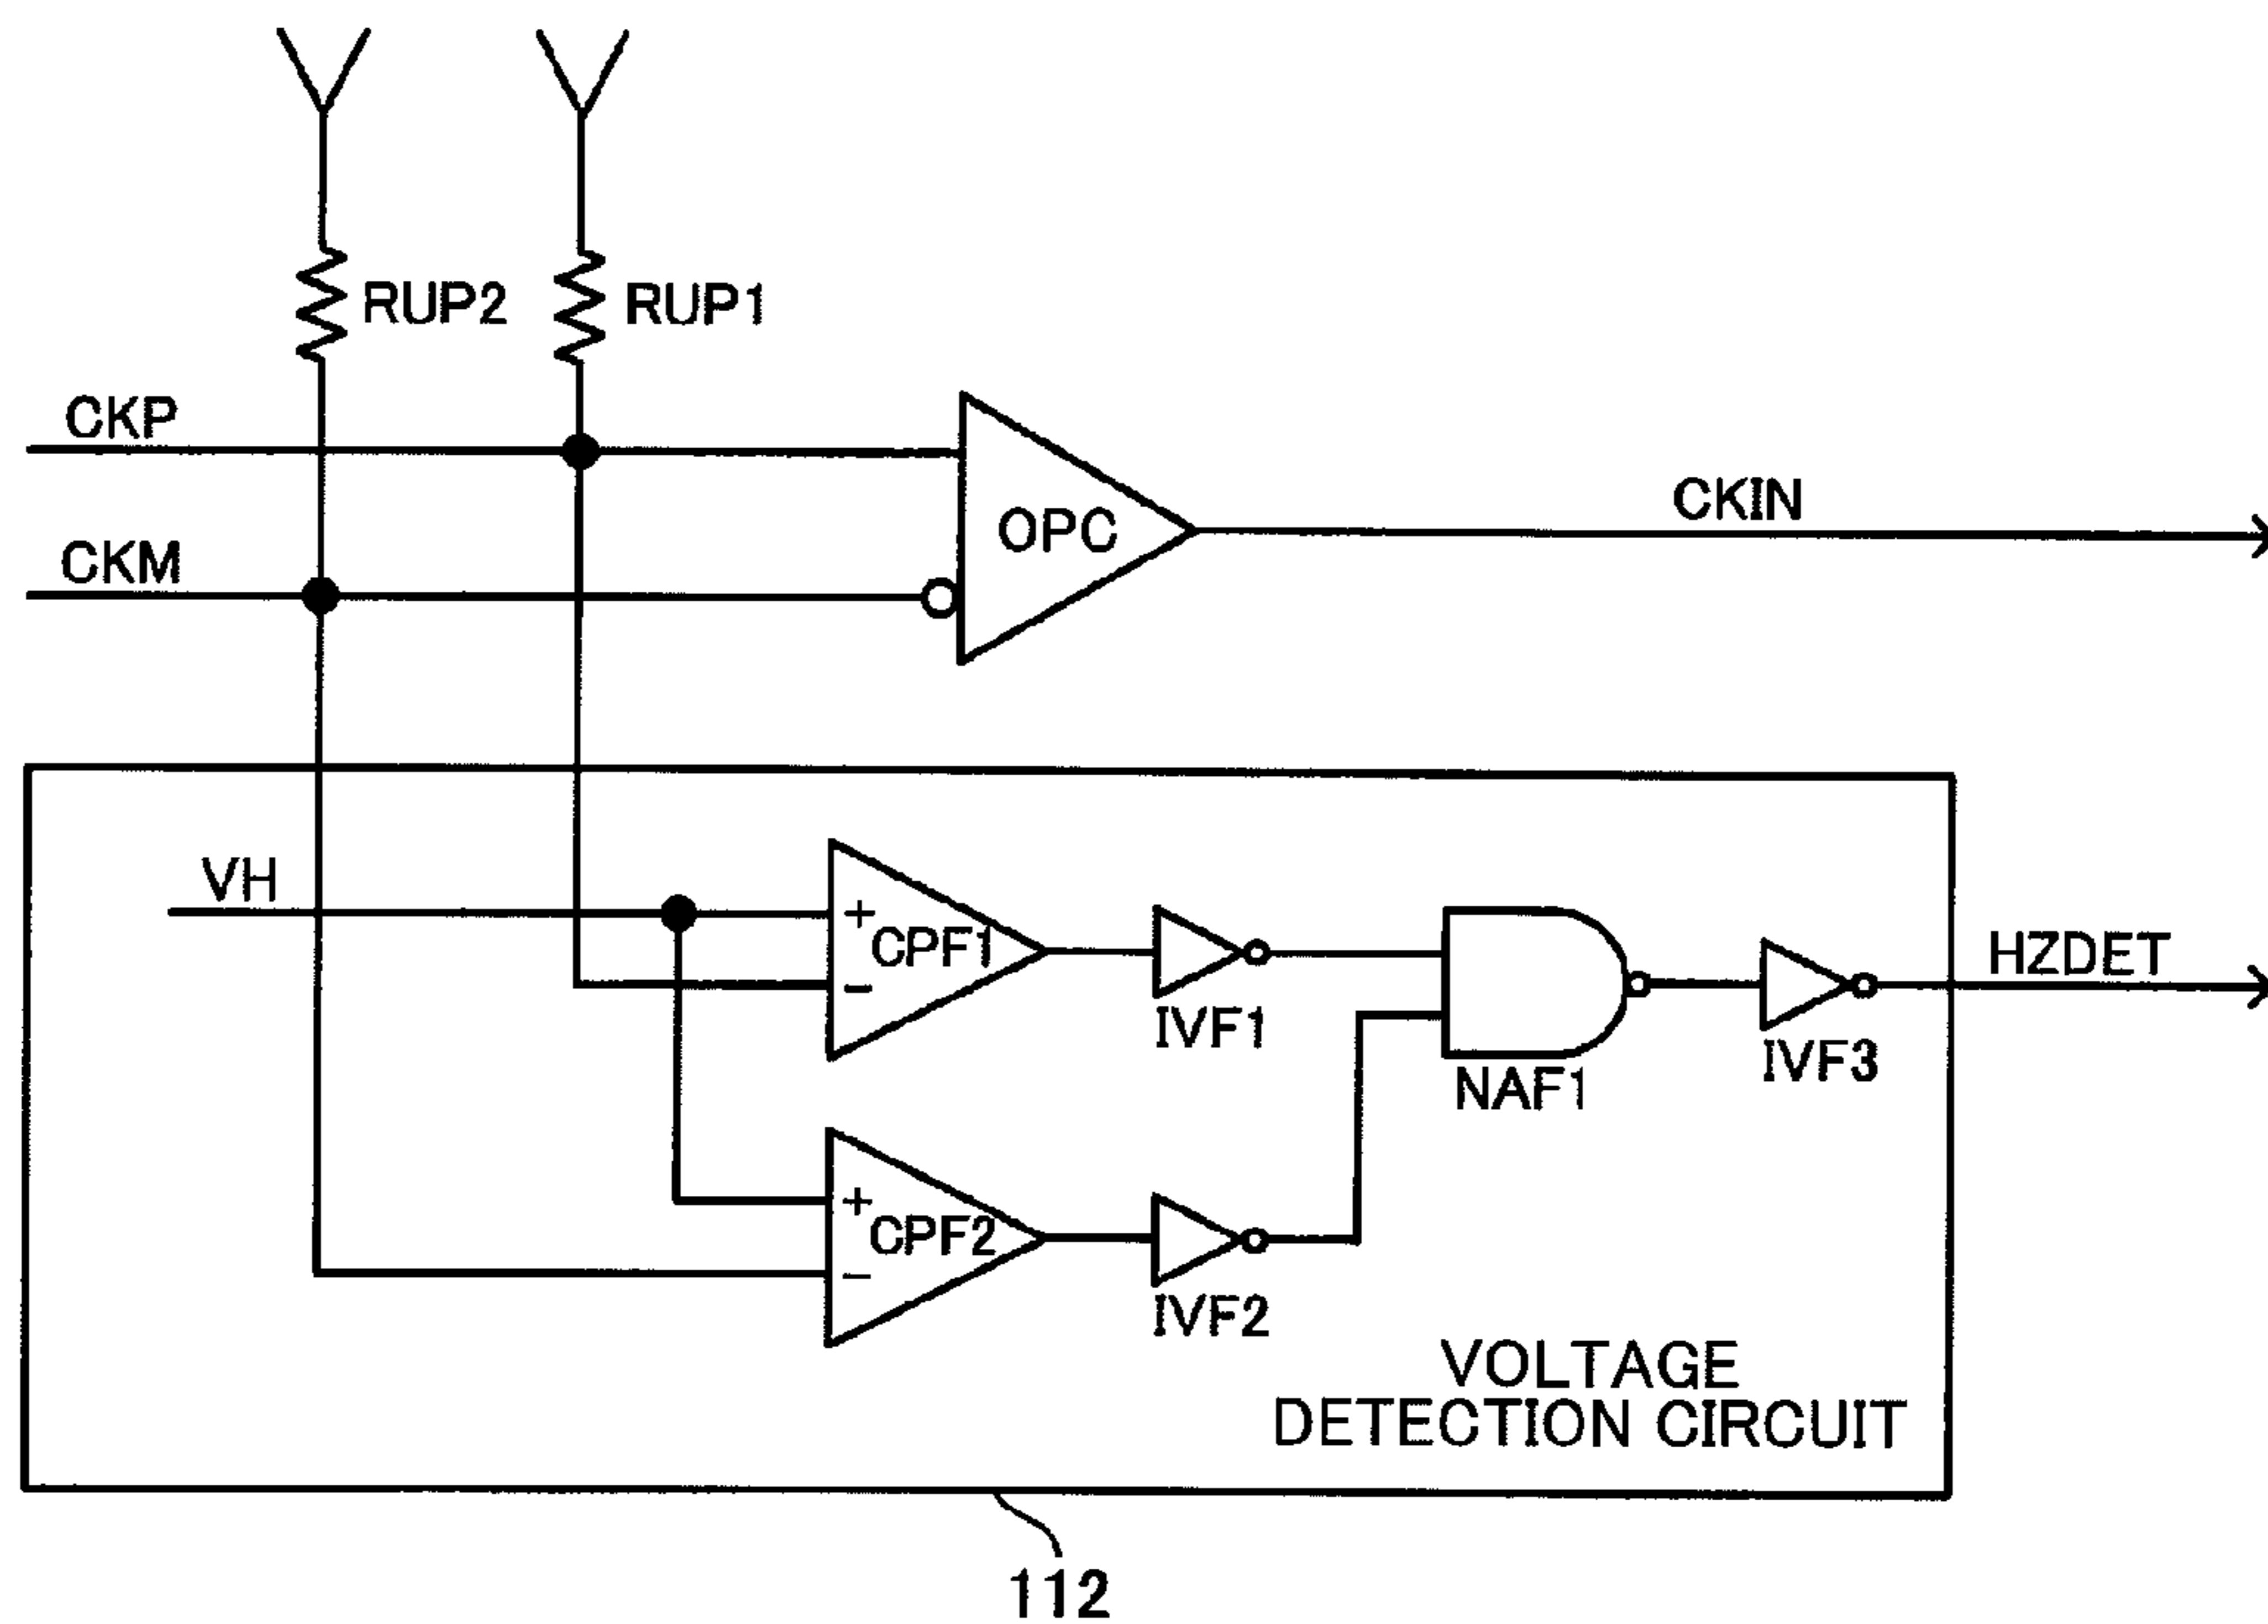 RUP2
RUP1
CKP
CKM
OPC
CKIN
VH
+
CPF1
-
IVF1
NAF1
IVF3
HZDET
+
CPF2
-
IVF2
VOLTAGE
DETECTION CIRCUIT
112